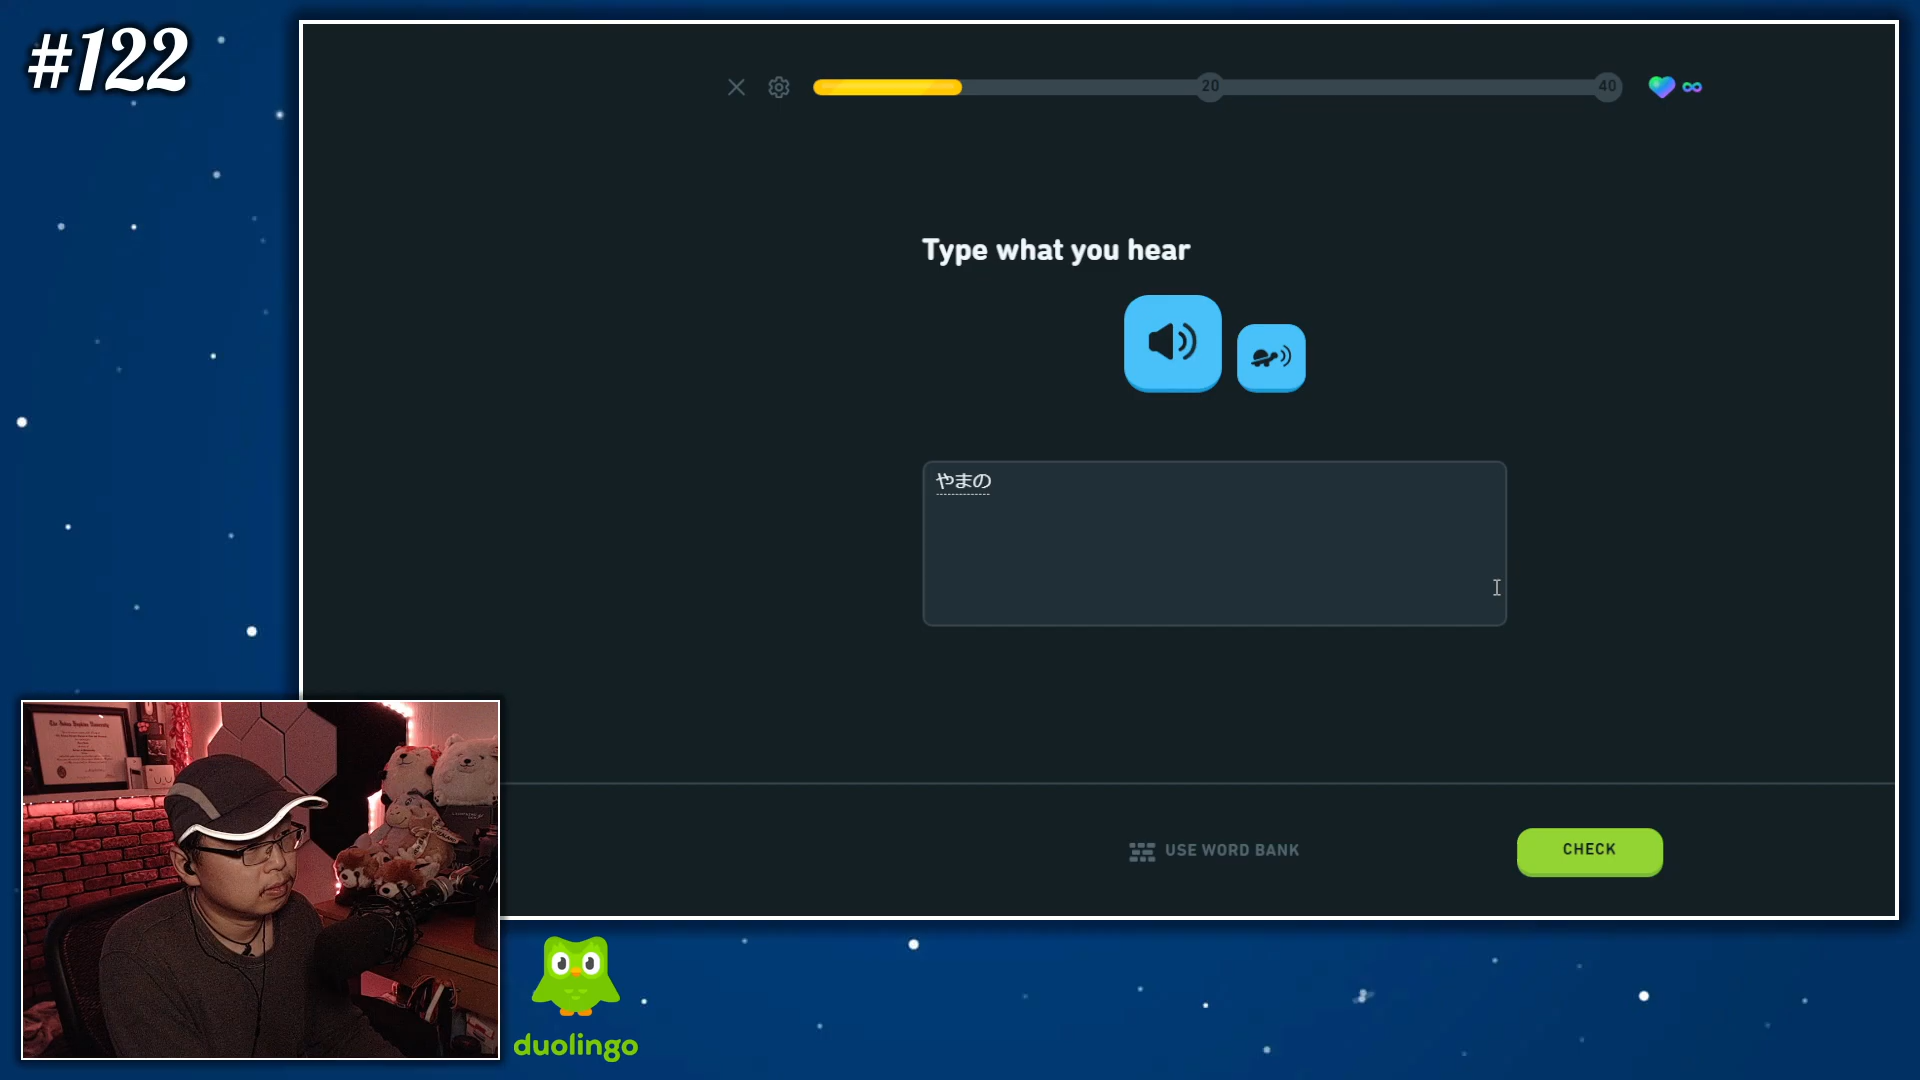 #122
20
40
Type what you hear
やまの
USE WORD BANK
CHECK
duolingo